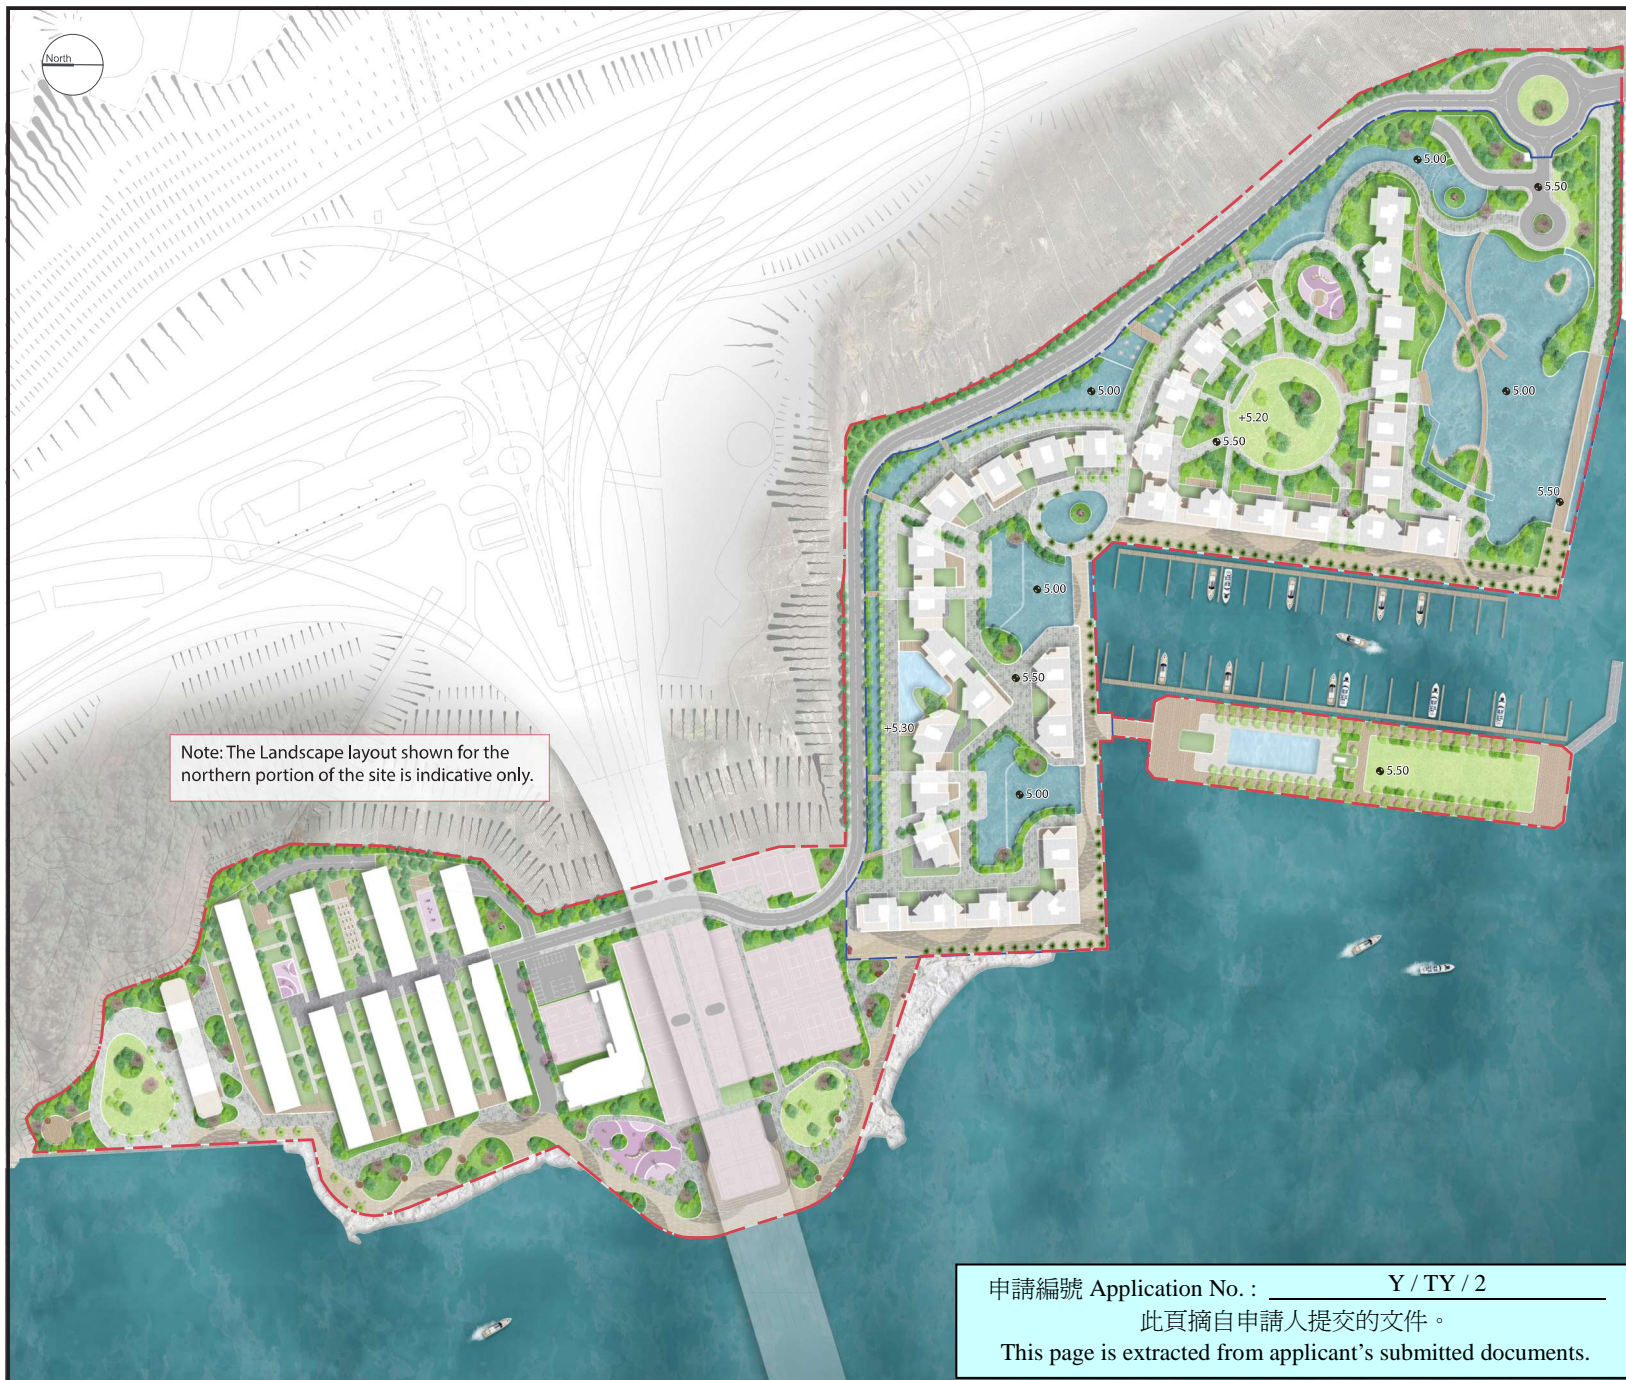 North
5.00
5.50
5.00
5.00
+5.20
5.50
5.50
5.00
5.50
+5.30
Note: The Landscape layout shown for the
northern portion of the site is indicative only.
5.50
5.00
申請編號 Application No. : Y / TY / 2
此頁摘自申請人提交的文件。
This page is extracted from applicant's submitted documents.